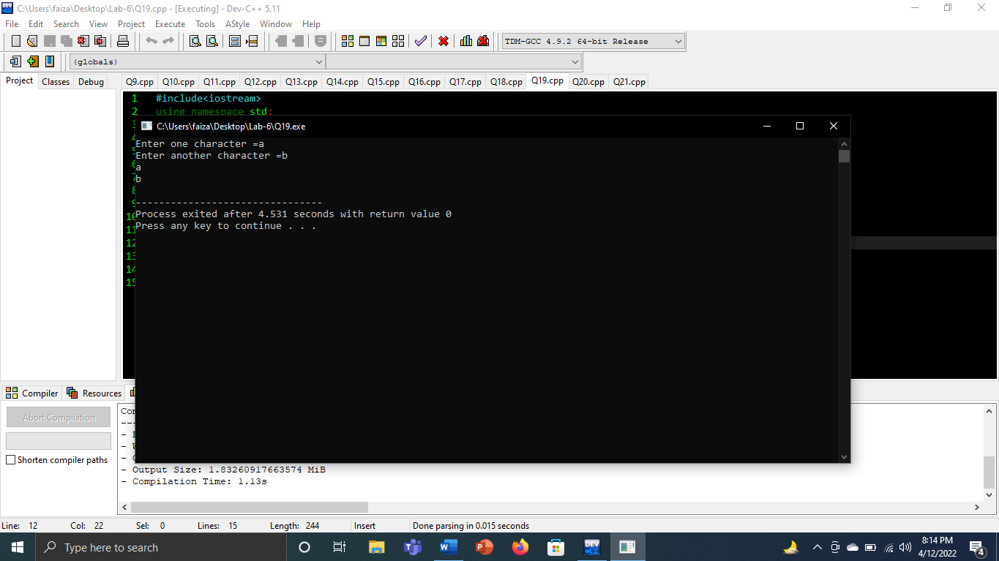 C:\Users\faiza\Desktop\Lab-6\Q19.cpp - [Executing] - Dev-C++ 5.11
File Edit Search View Project Execute Tools AStyle Window Help
TDM-GCC 4.9.2 64-bit Release
(globals)
Project Classes Debug Q9.cpp Q10.cpp Q11.cpp Q12.cpp Q13.cpp Q14.cpp Q15.cpp Q16.cpp Q17.cpp Q18.cpp Q19.cpp Q20.cpp Q21.cpp
1 #include<iostream>
2 using namespace std;
C:\Users\faiza\Desktop\Lab-6\Q19.exe
Enter one character =a
Enter another character =b
a
b
--------------------------------
Process exited after 4.531 seconds with return value 0
Press any key to continue . . .
10
11
12
13
14
15
Compiler Resources
Abort Compilation
Shorten compiler paths
- Output Size: 1.83260917663574 MiB
- Compilation Time: 1.13s
Line: 12 Col: 22 Sel: 0 Lines: 15 Length: 244 Insert Done parsing in 0.015 seconds
Type here to search
8:14 PM
4/12/2022
4